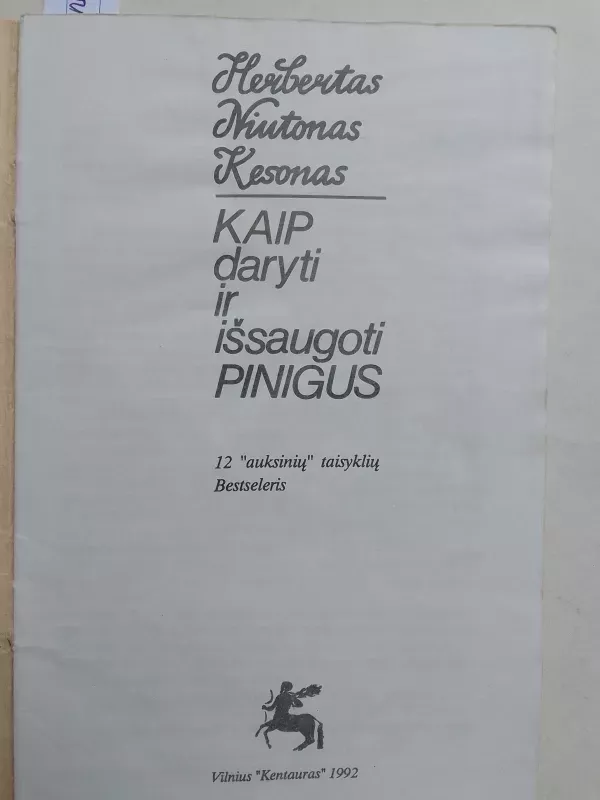 Herbertas
Niutonas
Kesonas
KAIP
daryti
ir
išsaugoti
PINIGUS
12 "auksinių" taisyklių
Bestseleris
Vilnius "Kentauras" 1992